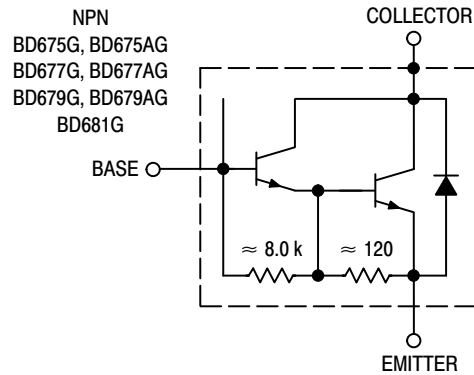 NPN
BD675G, BD675AG
BD677G, BD677AG
BD679G, BD679AG
BD681G
COLLECTOR
BASE
≈ 8.0 k
≈ 120
EMITTER